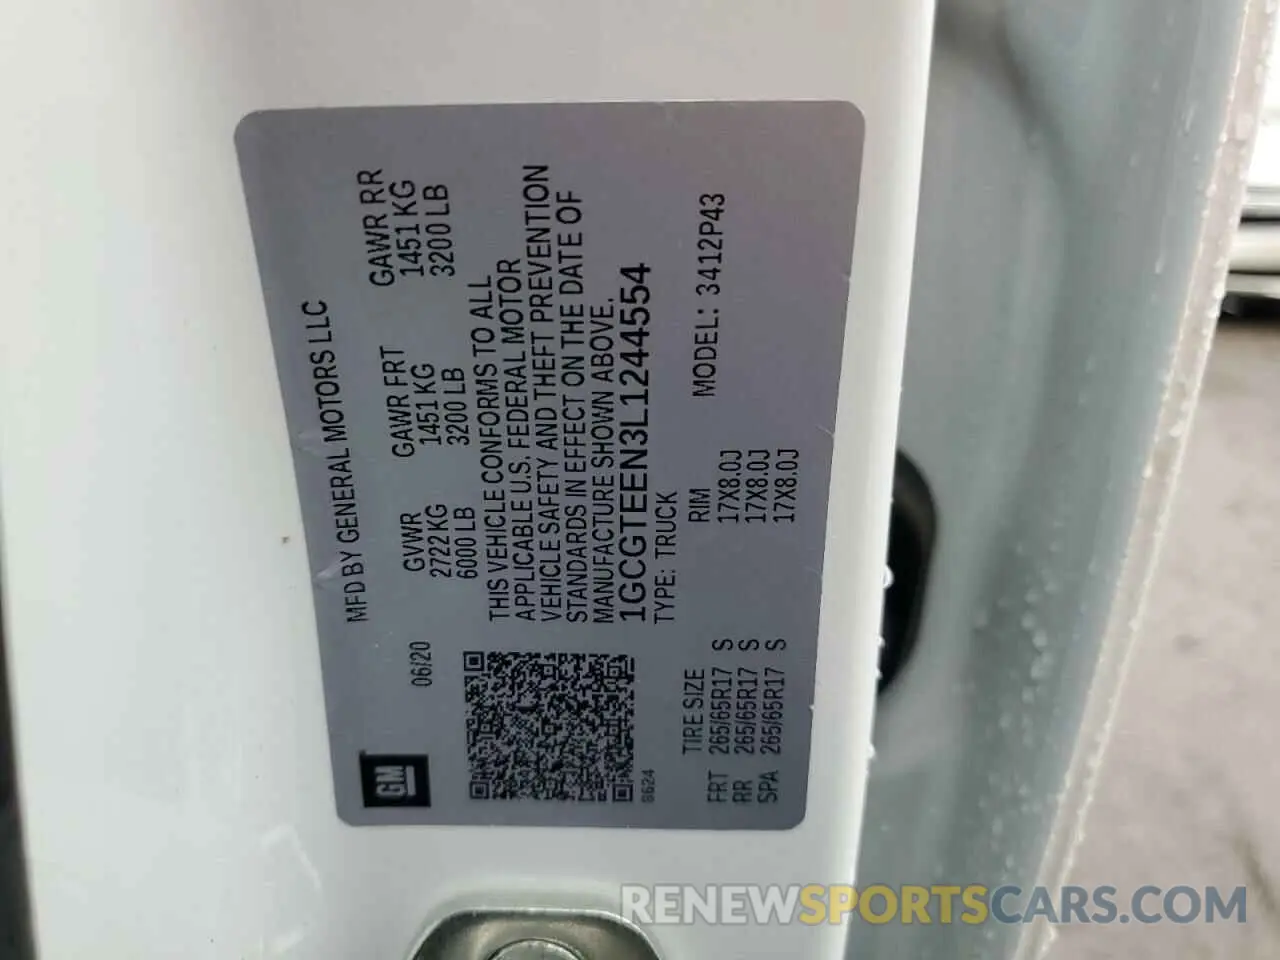 MFD BY GENERAL MOTORS LLC
06/20
GVWR GAWR FRT GAWR RR
2722 KG 1451 KG 1451 KG
6000 LB 3200 LB 3200 LB
THIS VEHICLE CONFORMS TO ALL
APPLICABLE U.S. FEDERAL MOTOR
VEHICLE SAFETY AND THEFT PREVENTION
STANDARDS IN EFFECT ON THE DATE OF
MANUFACTURE SHOWN ABOVE.
1GCGTEEN3L1244554
TYPE: TRUCK
MODEL: 3412P43
GM
8I624
TIRE SIZE RIM
FRT 265/65R17 S 17X8.0J
RR 265/65R17 S 17X8.0J
SPA 265/65R17 S 17X8.0J
RENEWSPORTSCARS.COM